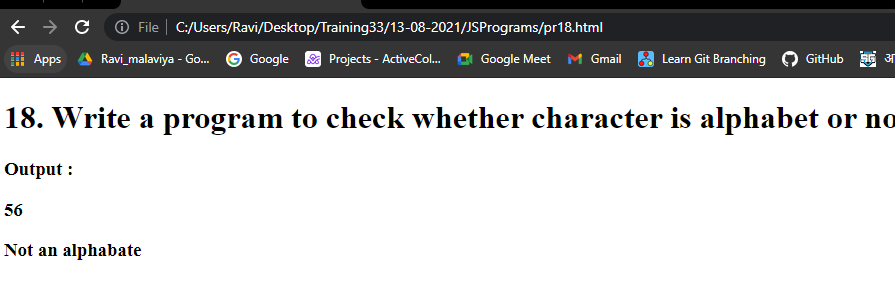 File C:/Users/Ravi/Desktop/Training33/13-08-2021/JSPrograms/pr18.html
Apps Ravi_malaviya - Go... Google Projects - ActiveCol... Google Meet Gmail Learn Git Branching GitHub
18. Write a program to check whether character is alphabet or no
Output :
56
Not an alphabate